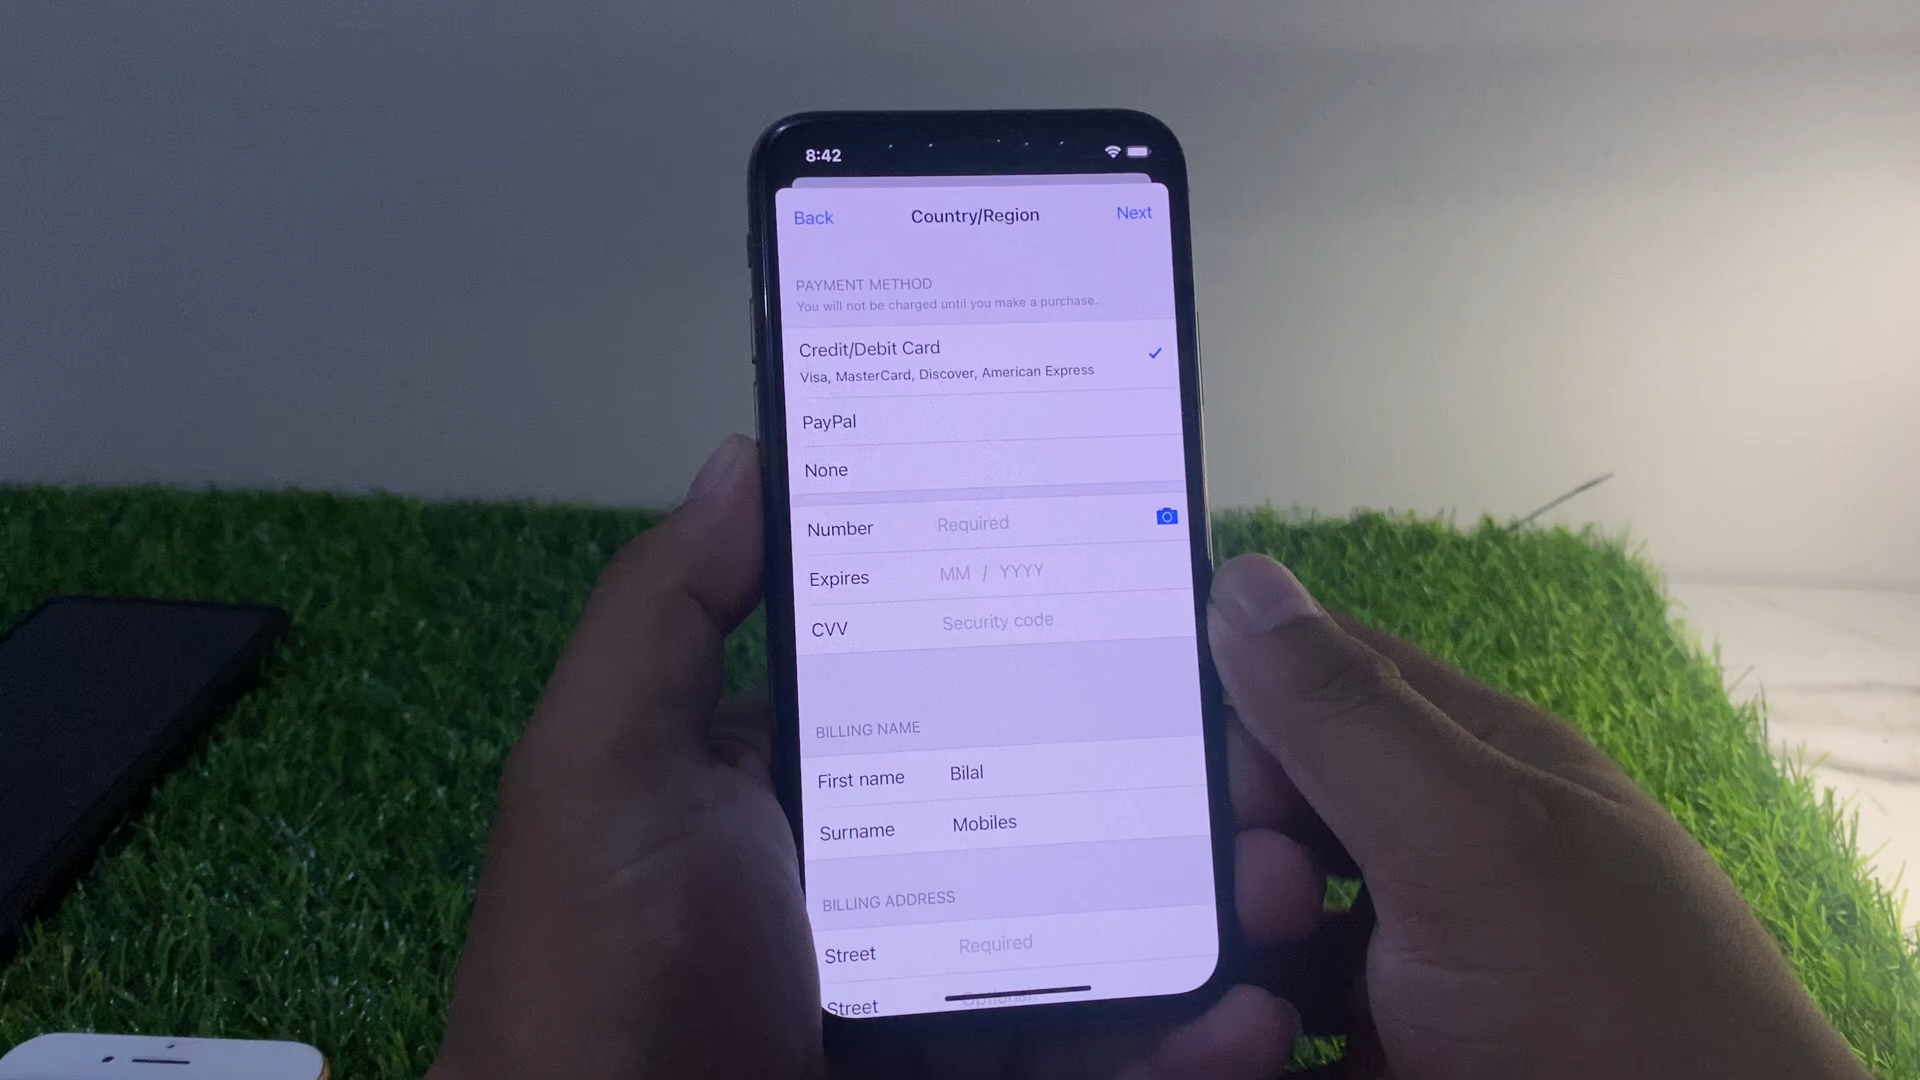 8:42
Back Country/Region Next
PAYMENT METHOD
You will not be charged until you make a purchase.
Credit/Debit Card
Visa, MasterCard, Discover, American Express
PayPal
None
Number Required
Expires MM / YYYY
CVV Security code
BILLING NAME
First name Bilal
Surname Mobiles
BILLING ADDRESS
Street Required
Street Optional